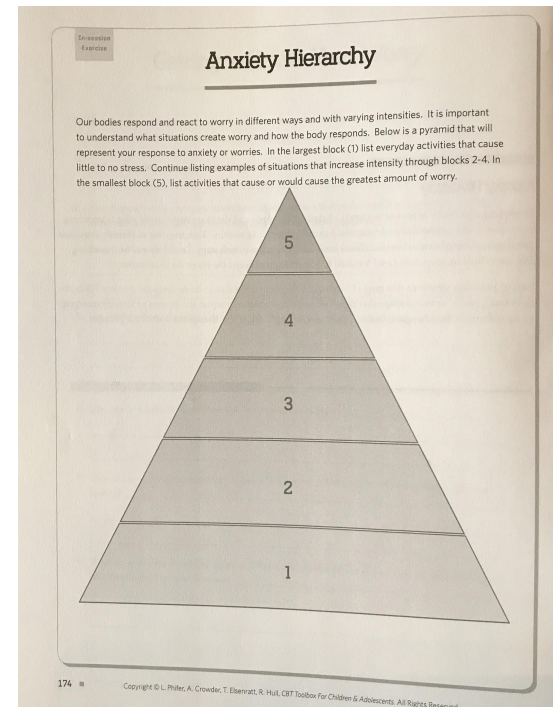 In-session
Exercise
Anxiety Hierarchy
Our bodies respond and react to worry in different ways and with varying intensities. It is important
to understand what situations create worry and how the body responds. Below is a pyramid that will
represent your response to anxiety or worries. In the largest block (1) list everyday activities that cause
little to no stress. Continue listing examples of situations that increase intensity through blocks 2-4. In
the smallest block (5), list activities that cause or would cause the greatest amount of worry.
5
4
3
2
1
174
Copyright © L. Phifer, A. Crowder, T. Elsenratt, R. Hull, CBT Toolbox For Children & Adolescents. All Rights Reserved